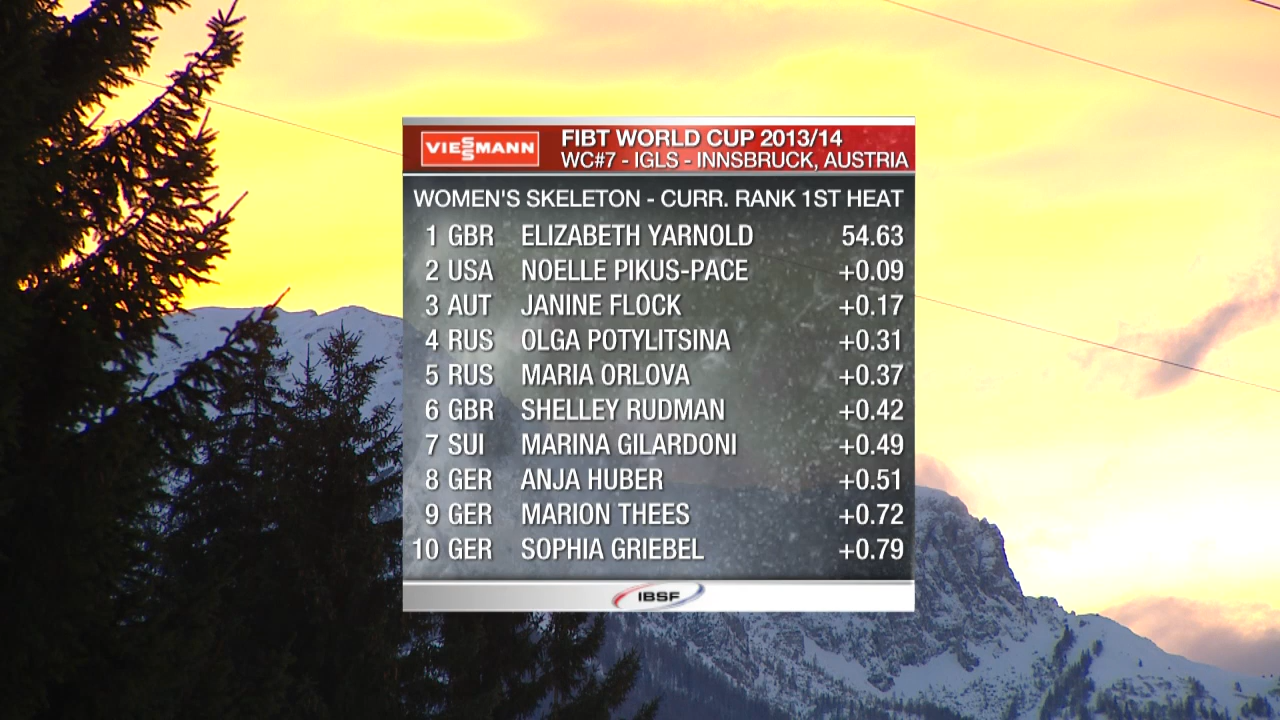 VIESSMANN
FIBT WORLD CUP 2013/14
WC#7 - IGLS - INNSBRUCK, AUSTRIA
WOMEN'S SKELETON - CURR. RANK 1ST HEAT
1 GBR ELIZABETH YARNOLD 54.63
2 USA NOELLE PIKUS-PACE +0.09
3 AUT JANINE FLOCK +0.17
4 RUS OLGA POTYLITSINA +0.31
5 RUS MARIA ORLOVA +0.37
6 GBR SHELLEY RUDMAN +0.42
7 SUI MARINA GILARDONI +0.49
8 GER ANJA HUBER +0.51
9 GER MARION THEES +0.72
10 GER SOPHIA GRIEBEL +0.79
IBSF